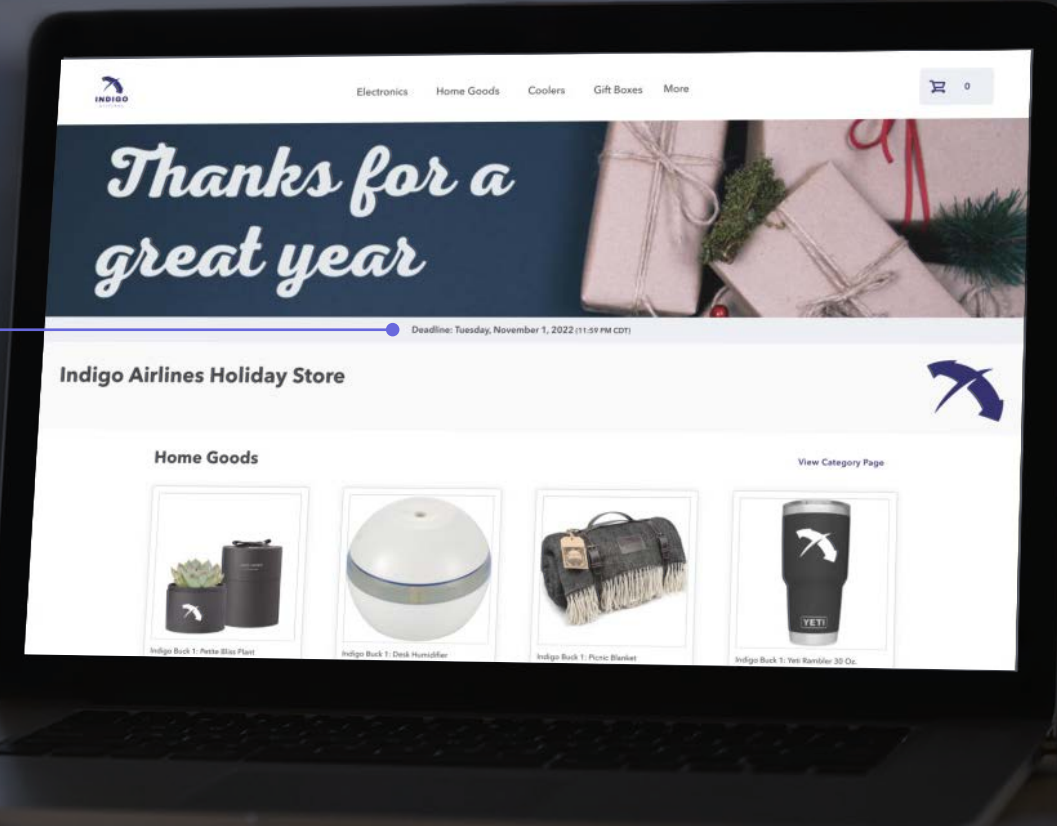 INDIGO
Electronics Home Goods Coolers Gift Boxes More
0
Thanks for a
great year
Deadline: Tuesday, November 1, 2022 (11:59 PM CDT)
Indigo Airlines Holiday Store
Home Goods
View Category Page
YETI
Indigo Buck 1: Petite Bliss Plant
Indigo Buck 1: Desk Humidifier
Indigo Buck 1: Picnic Blanket
Indigo Buck 1: Yeti Rambler 30 Oz.